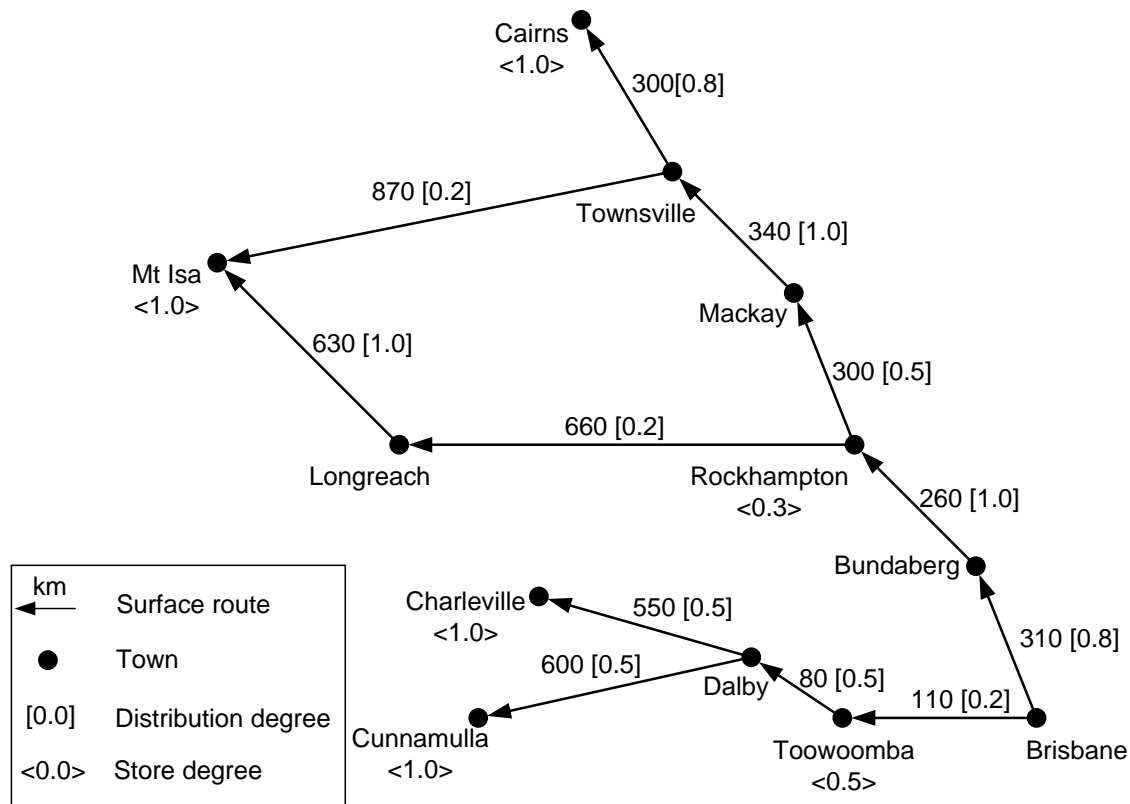 Cairns
<1.0>
300[0.8]
870 [0.2]
Townsville
340 [1.0]
Mt Isa
<1.0>
Mackay
630 [1.0]
300 [0.5]
660 [0.2]
Longreach
Rockhampton
<0.3>
260 [1.0]
Bundaberg
310 [0.8]
Charleville
<1.0>
550 [0.5]
600 [0.5]
Dalby
80 [0.5]
110 [0.2]
Cunnamulla
<1.0>
Toowoomba
<0.5>
Brisbane
km
Surface route
Town
[0.0] Distribution degree
<0.0> Store degree